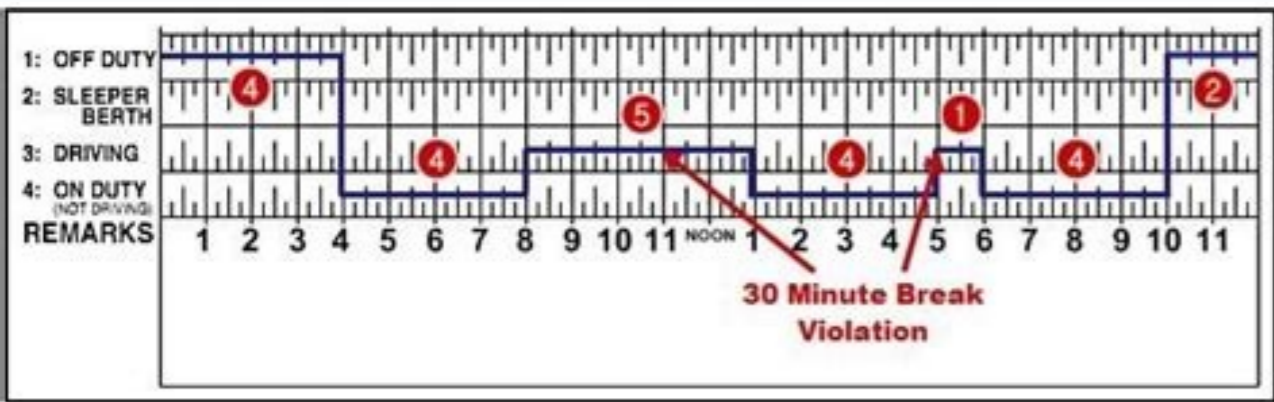 1: OFF DUTY
4
2: SLEEPER
BERTH
5
1
2
3: DRIVING
4
4
4
4: ON DUTY
(NOT DRIVING)
REMARKS 1 2 3 4 5 6 7 8 9 10 11 NOON 1 2 3 4 5 6 7 8 9 10 11
30 Minute Break
Violation